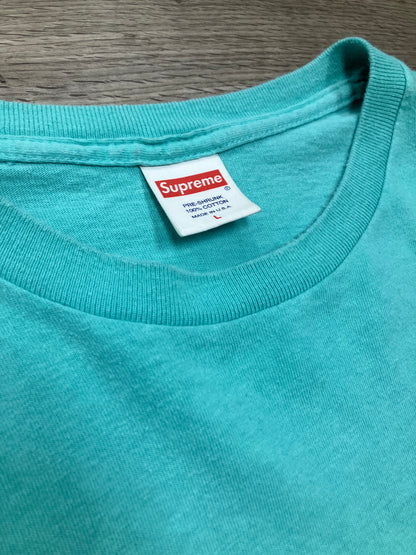 Supreme®
PRE-SHRUNK
100% COTTON
MADE IN U.S.A.
L